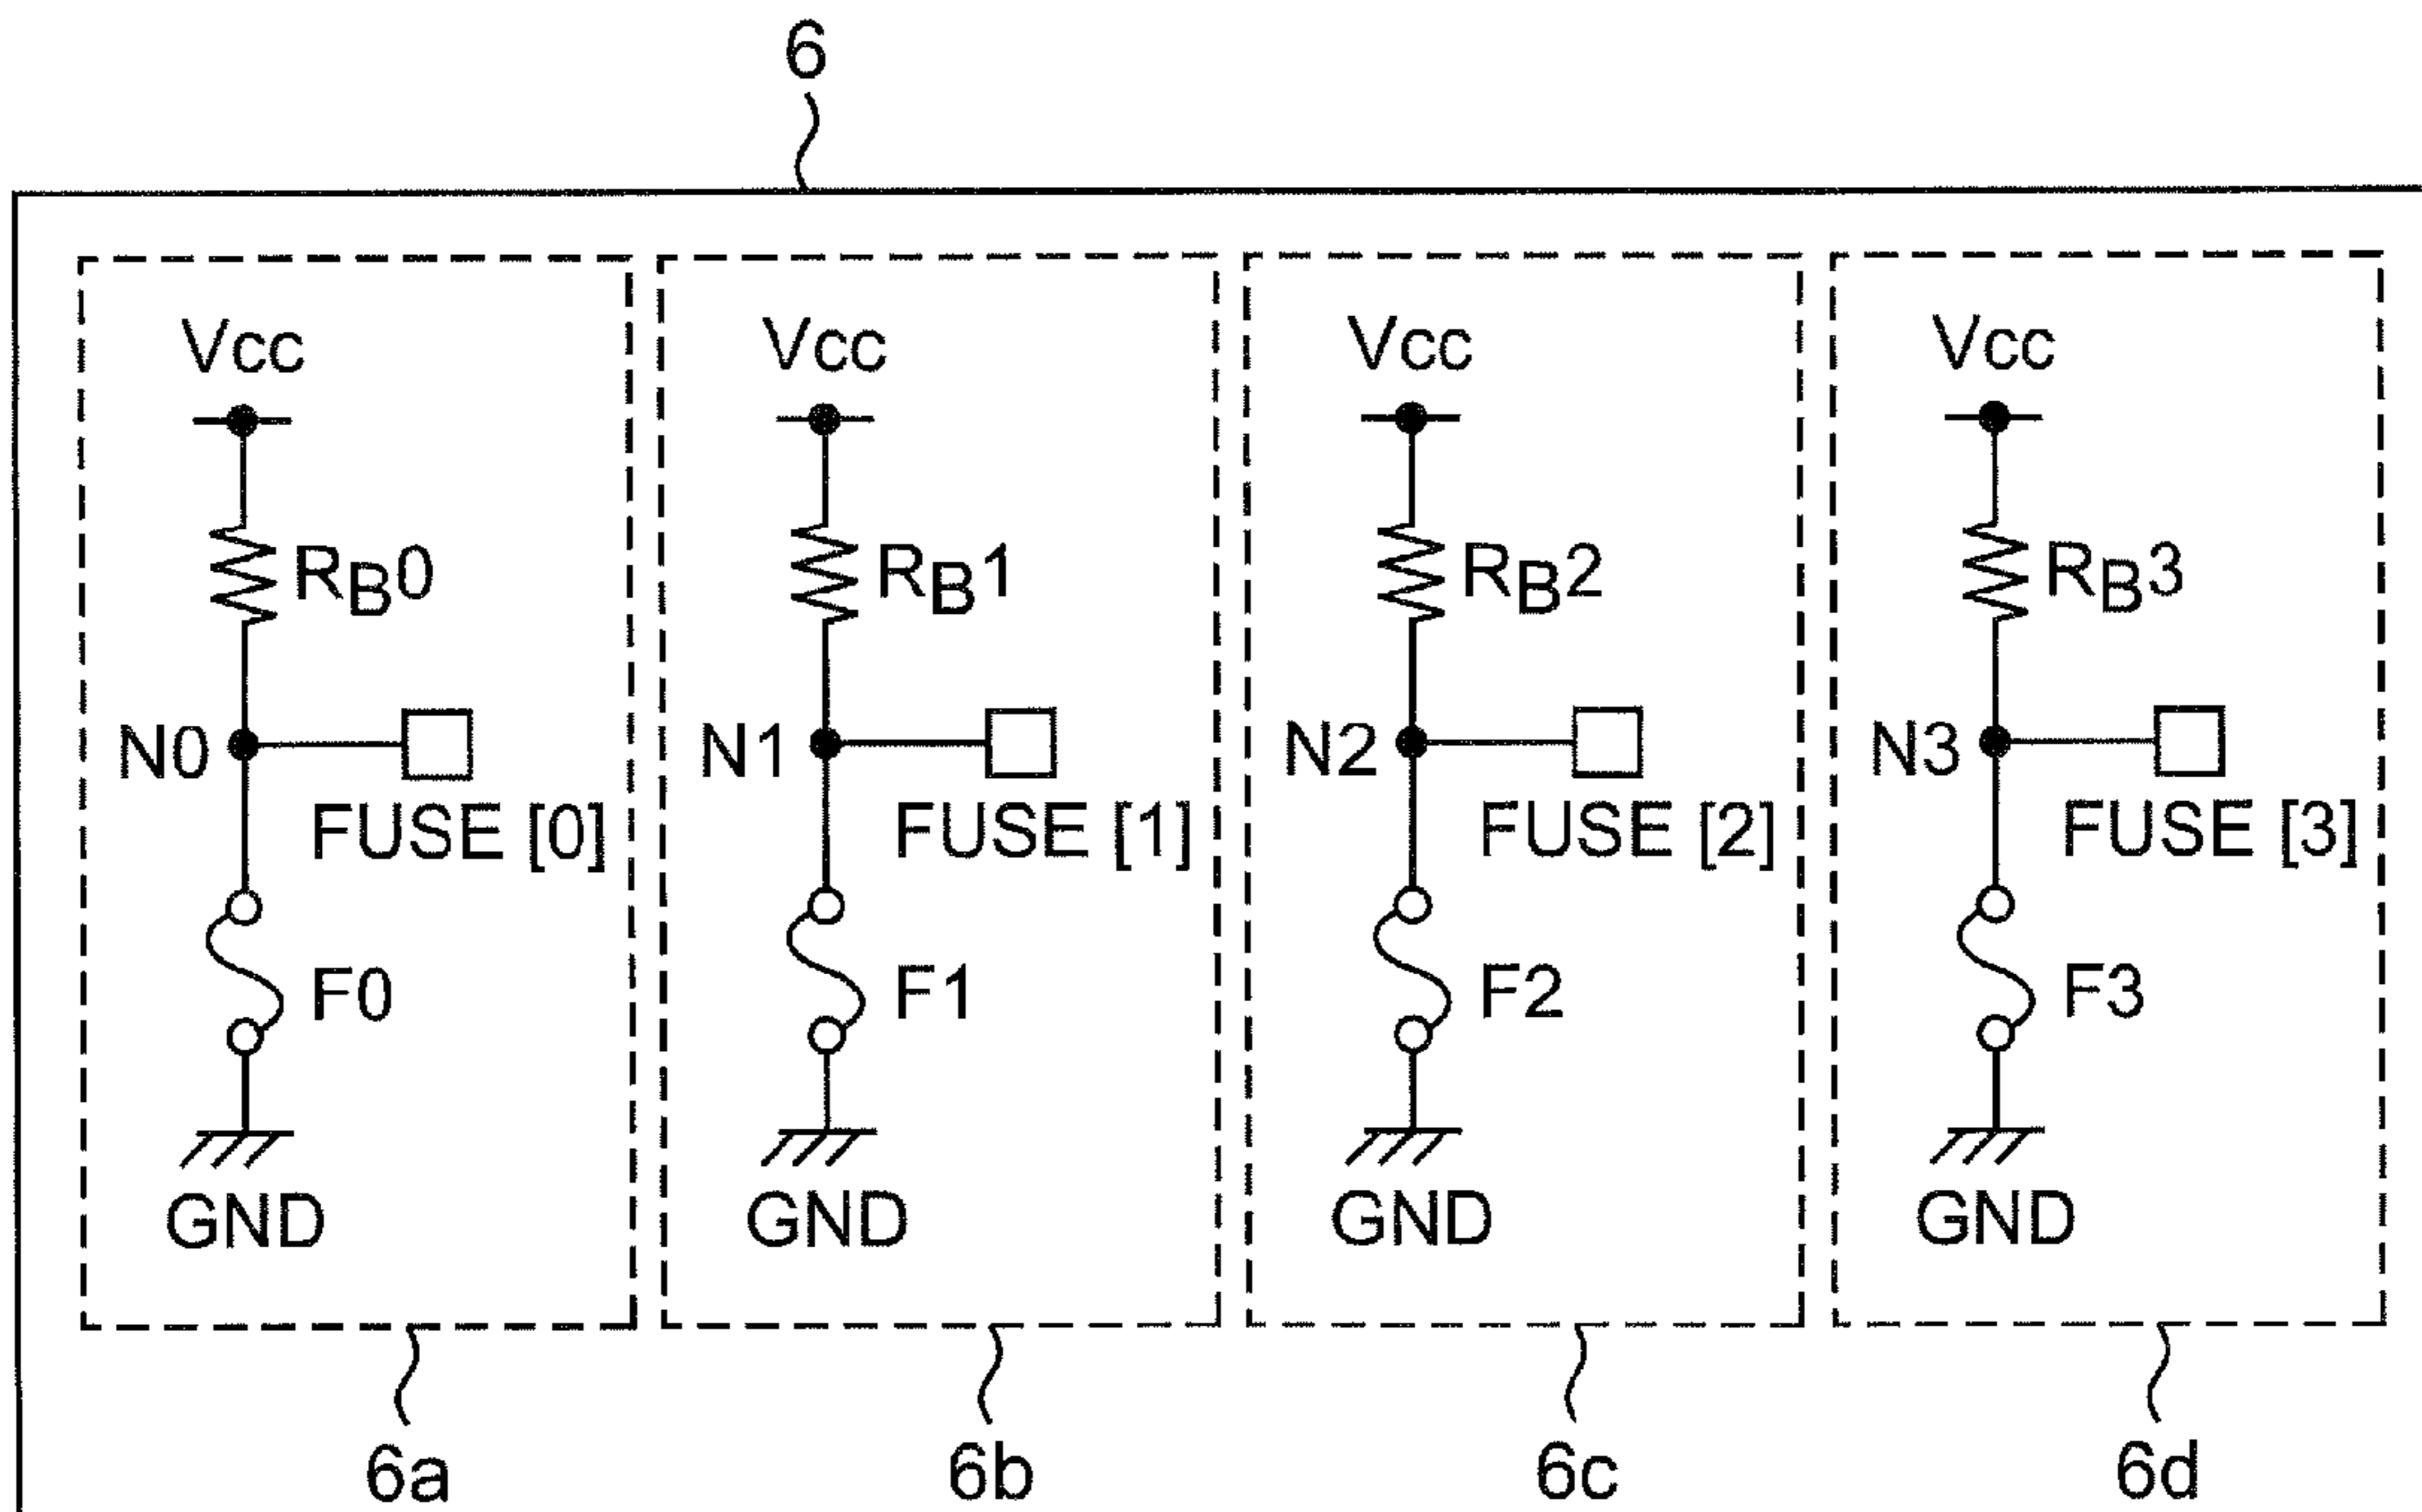 6
Vcc Vcc Vcc Vcc
RB0 RB1 RB2 RB3
N0 N1 N2 N3
FUSE [0] FUSE [1] FUSE [2] FUSE [3]
F0 F1 F2 F3
GND GND GND GND
6a 6b 6c 6d